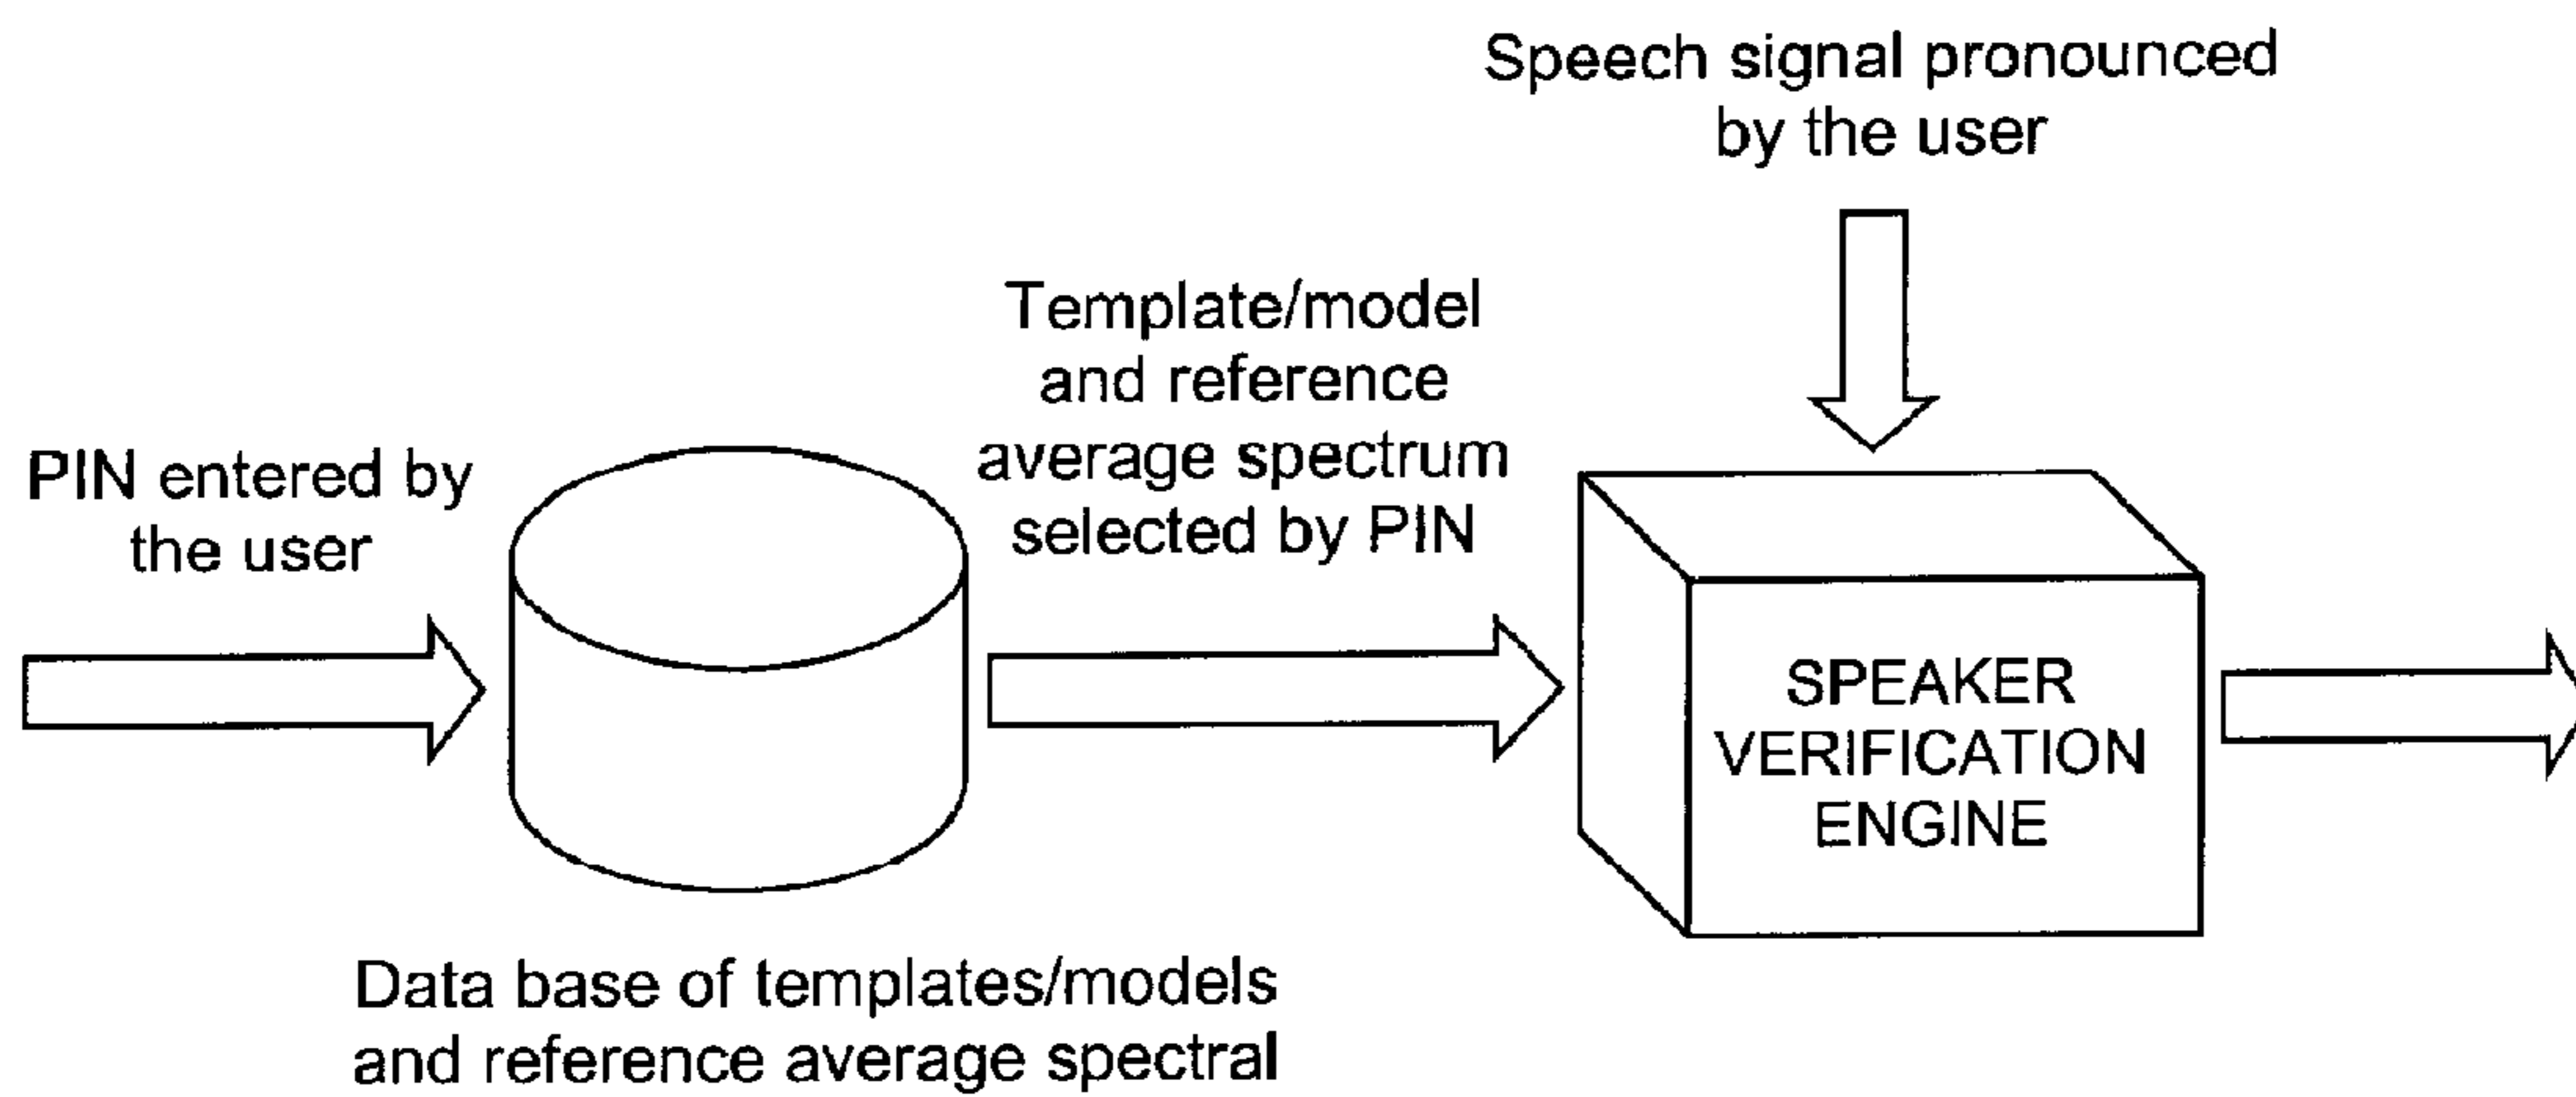 Speech signal pronounced
by the user
Template/model
and reference
average spectrum
selected by PIN
PIN entered by
the user
SPEAKER
VERIFICATION
ENGINE
Data base of templates/models
and reference average spectral